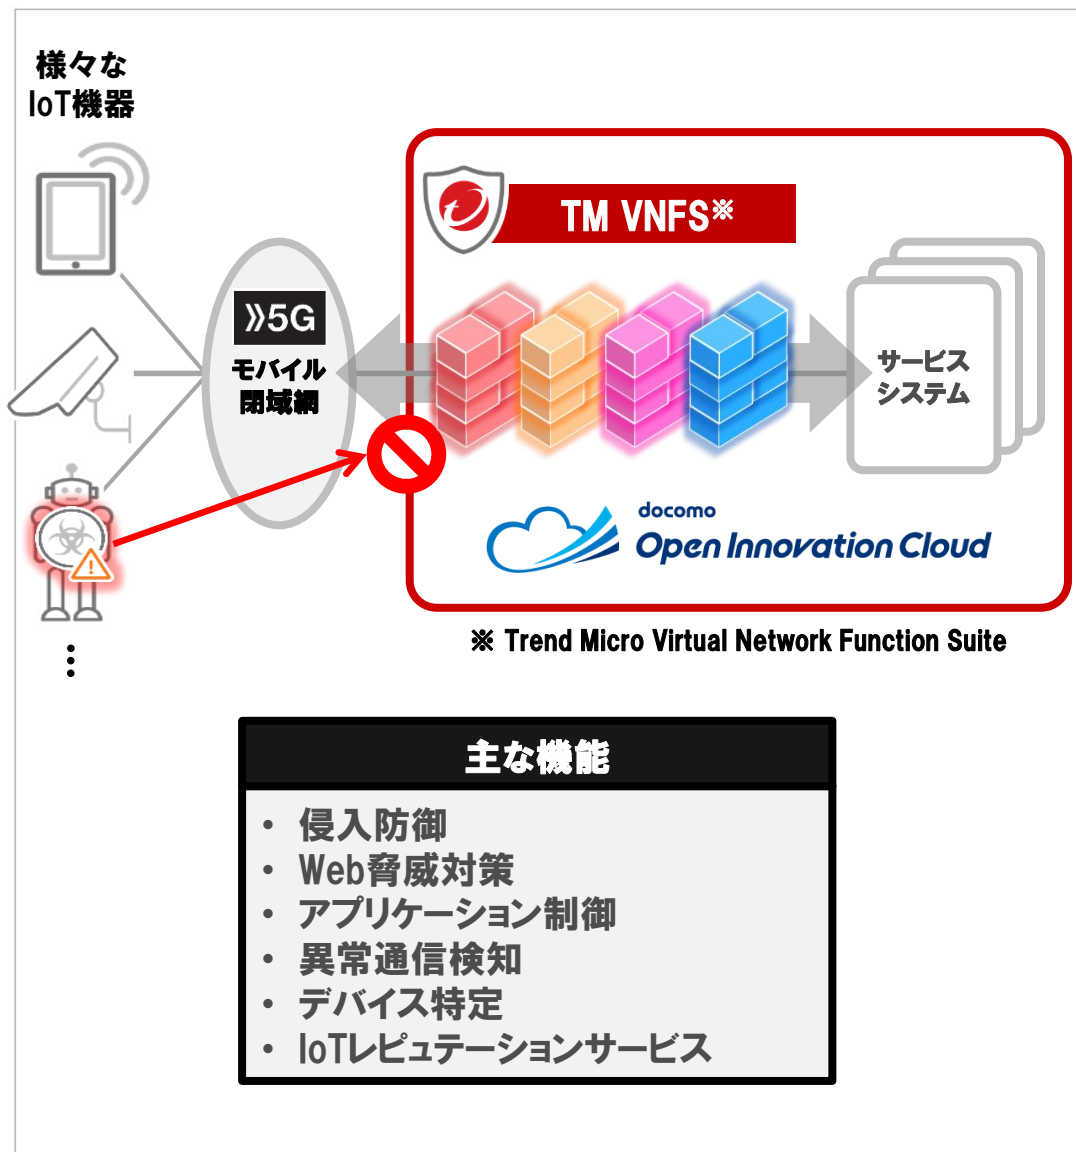 様々な
IoT機器
TM VNFS※
》5G
モバイル
閉域網
サービス
システム
docomo
Open Innovation Cloud
※ Trend Micro Virtual Network Function Suite
主な機能
・ 侵入防御
・ Web脅威対策
・ アプリケーション制御
・ 異常通信検知
・ デバイス特定
・ IoTレピュテーションサービス